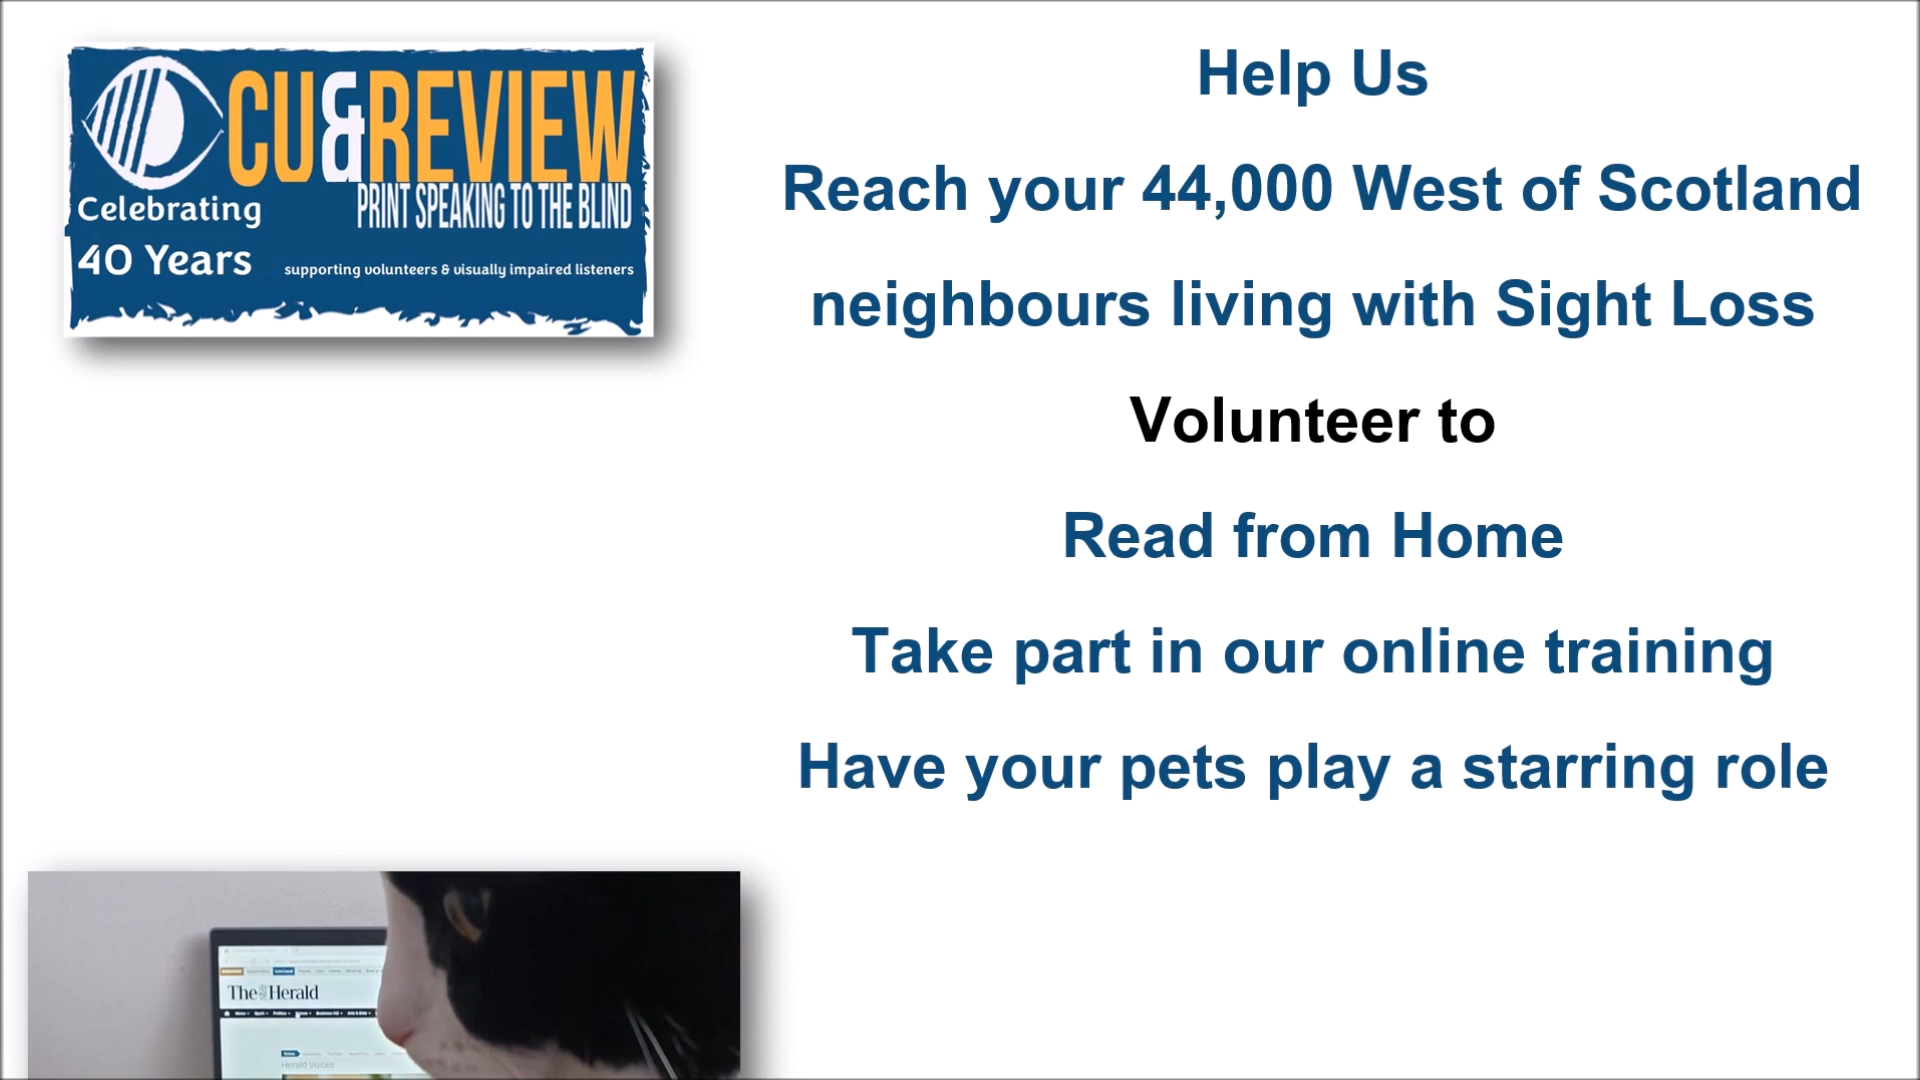 CU&REVIEW
PRINT SPEAKING TO THE BLIND
Celebrating
40 Years
supporting volunteers & visually impaired listeners
Help Us
Reach your 44,000 West of Scotland
neighbours living with Sight Loss
Volunteer to
Read from Home
Take part in our online training
Have your pets play a starring role
The Herald
Herald Voices